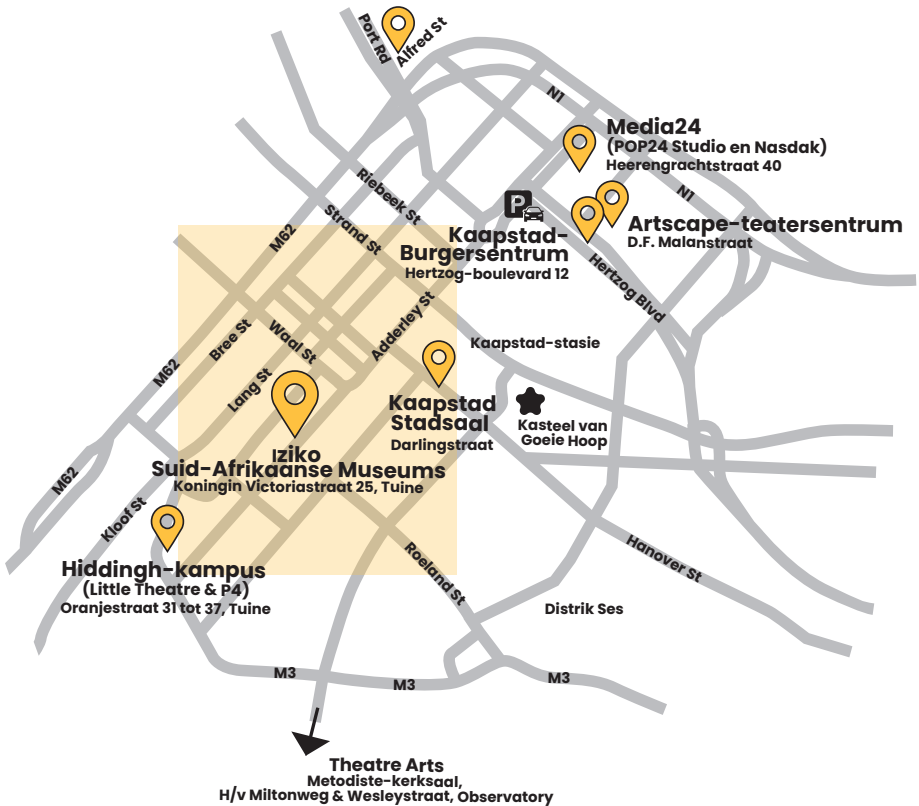 Port Rd
Alfred St
N1
Media24
(POP24 Studio en Nasdak)
Heerengrachtstraat 40
N1
Riebeek St
Strand St
M62
P
Artscape-teatersentrum
D.F. Malanstraat
Kaapstad-
Burgersentrum
Hertzog-boulevard 12
Hertzog Blvd
Bree St
Waal St
Adderley St
Kaapstad-stasie
M62
Lang St
Kaapstad
Stadsaal
Darlingstraat
Kasteel van
Goeie Hoop
Iziko
Suid-Afrikaanse Museums
Koningin Victoriastraat 25, Tuine
M62
Kloof St
Hiddingh-kampus
(Little Theatre & P4)
Oranjestraat 31 tot 37, Tuine
Roeland St
Hanover St
Distrik Ses
M3
M3
M3
Theatre Arts
Metodiste-kerksaal,
H/v Miltonweg & Wesleystraat, Observatory